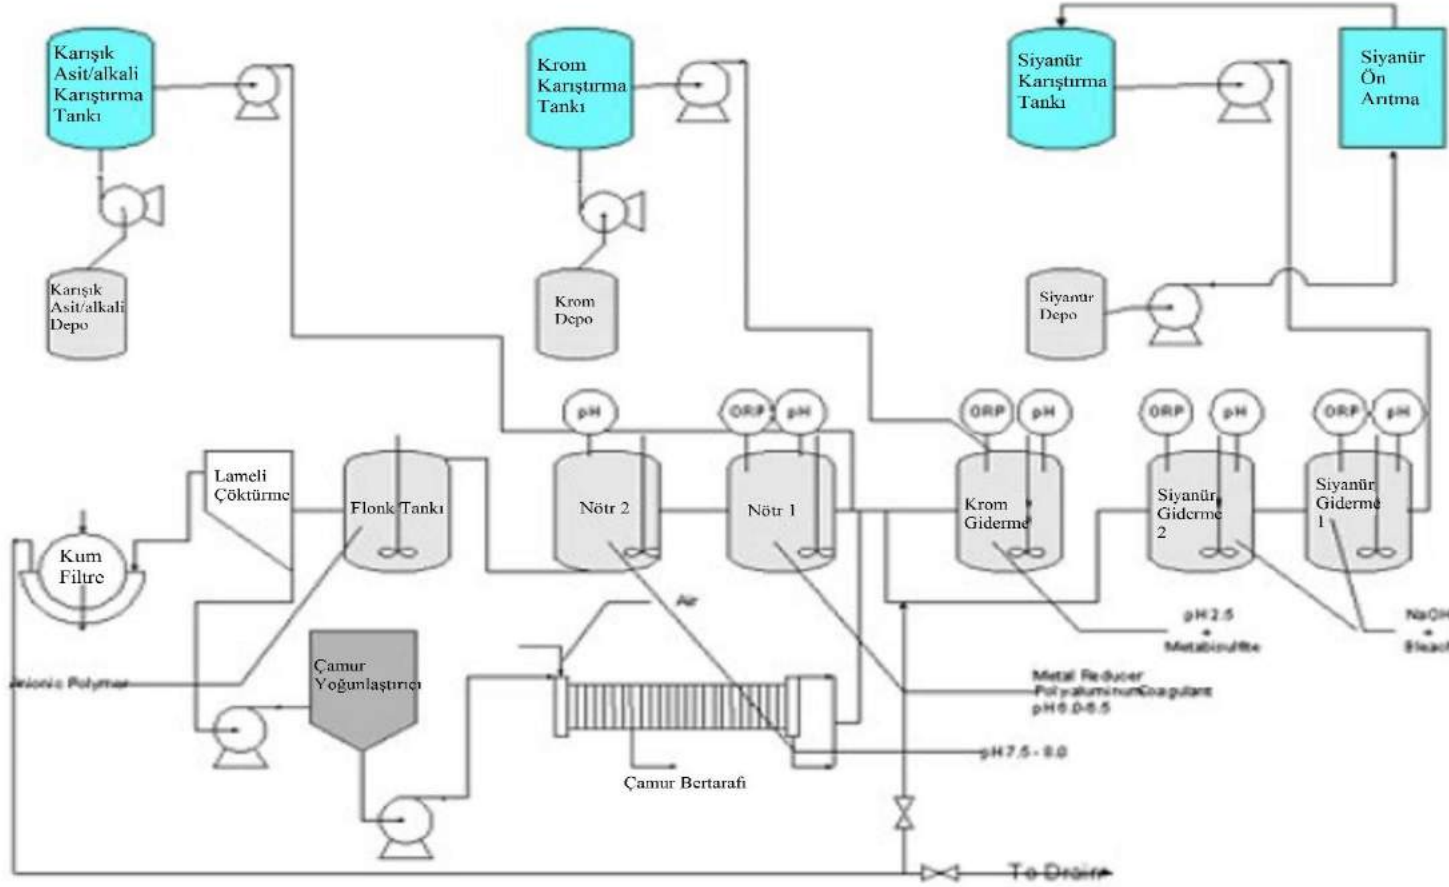 Karışık
Asit/alkali
Karıştırma
Tankı
Krom
Karıştırma
Tankı
Siyanür
Karıştırma
Tankı
Siyanür
Ön
Arıtma
Karışık
Asit/alkali
Depo
Krom
Depo
Siyanür
Depo
pH
ORP
pH
ORP
pH
ORP
pH
ORP
pH
Lameli
Çöktürme
Flonk Tankı
Nötr 2
Nötr 1
Krom
Giderme
Siyanür
Giderme
2
Siyanür
Giderme
1
Kum
Filtre
Air
pH 2.5
+
Metabisulfite
NaOH
+
Bleach
Anionic Polymer
Çamur
Yoğunlaştırıcı
Metal Reducer
Polyaluminum Coagulant
pH 6.0-6.5
pH 7.5 - 8.0
Çamur Bertarafı
To Drain